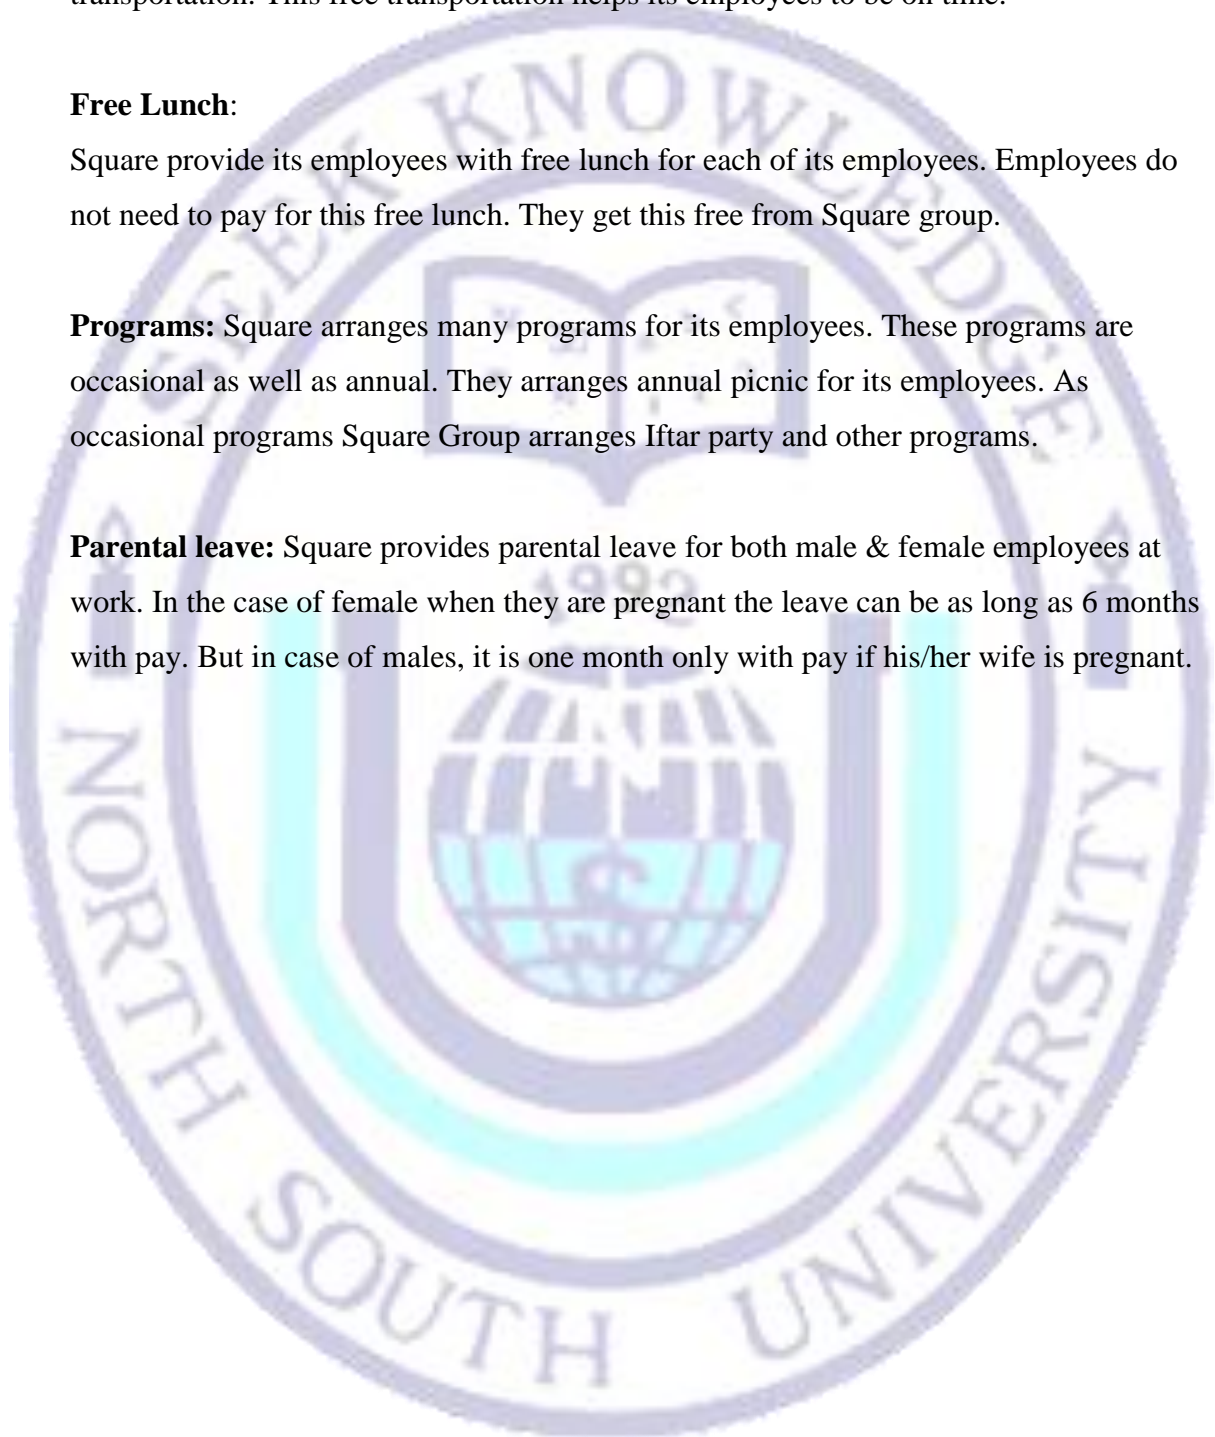 transportation. This free transportation helps its employees to be on time.
Free Lunch:
Square provide its employees with free lunch for each of its employees. Employees do
not need to pay for this free lunch. They get this free from Square group.
Programs: Square arranges many programs for its employees. These programs are
occasional as well as annual. They arranges annual picnic for its employees. As
occasional programs Square Group arranges Iftar party and other programs.
Parental leave: Square provides parental leave for both male & female employees at
work. In the case of female when they are pregnant the leave can be as long as 6 months
with pay. But in case of males, it is one month only with pay if his/her wife is pregnant.
SEEK KNOWLEDGE
1992
NORTH SOUTH UNIVERSITY